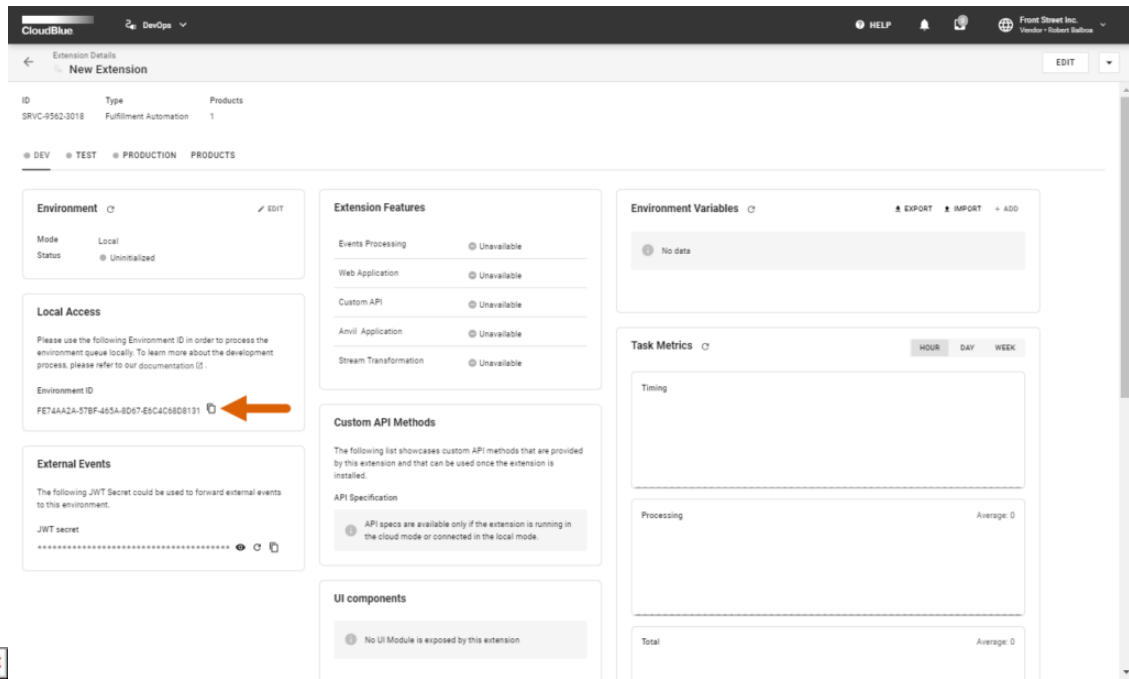 CloudBlue
DevOps
HELP
Front Street Inc.
Vendor • Robert Balboa
Extension Details
New Extension
EDIT
ID
Type
Products
SRVC-9562-3018
Fulfillment Automation
1
DEV
TEST
PRODUCTION
PRODUCTS
Environment
EDIT
Mode
Local
Status
Uninitialized
Local Access
Please use the following Environment ID in order to process the
environment queue locally. To learn more about the development
process, please refer to our documentation .
Environment ID
FE74AA2A-57BF-465A-8D67-E6C4C68D8131
External Events
The following JWT Secret could be used to forward external events
to this environment.
JWT secret
****************************************
Extension Features
Events Processing
Unavailable
Web Application
Unavailable
Custom API
Unavailable
Anvil Application
Unavailable
Stream Transformation
Unavailable
Custom API Methods
The following list showcases custom API methods that are provided
by this extension and that can be used once the extension is
installed.
API Specification
API specs are available only if the extension is running in
the cloud mode or connected in the local mode.
UI components
No UI Module is exposed by this extension
Environment Variables
EXPORT
IMPORT
+ ADD
No data
Task Metrics
HOUR
DAY
WEEK
Timing
Processing
Average: 0
Total
Average: 0